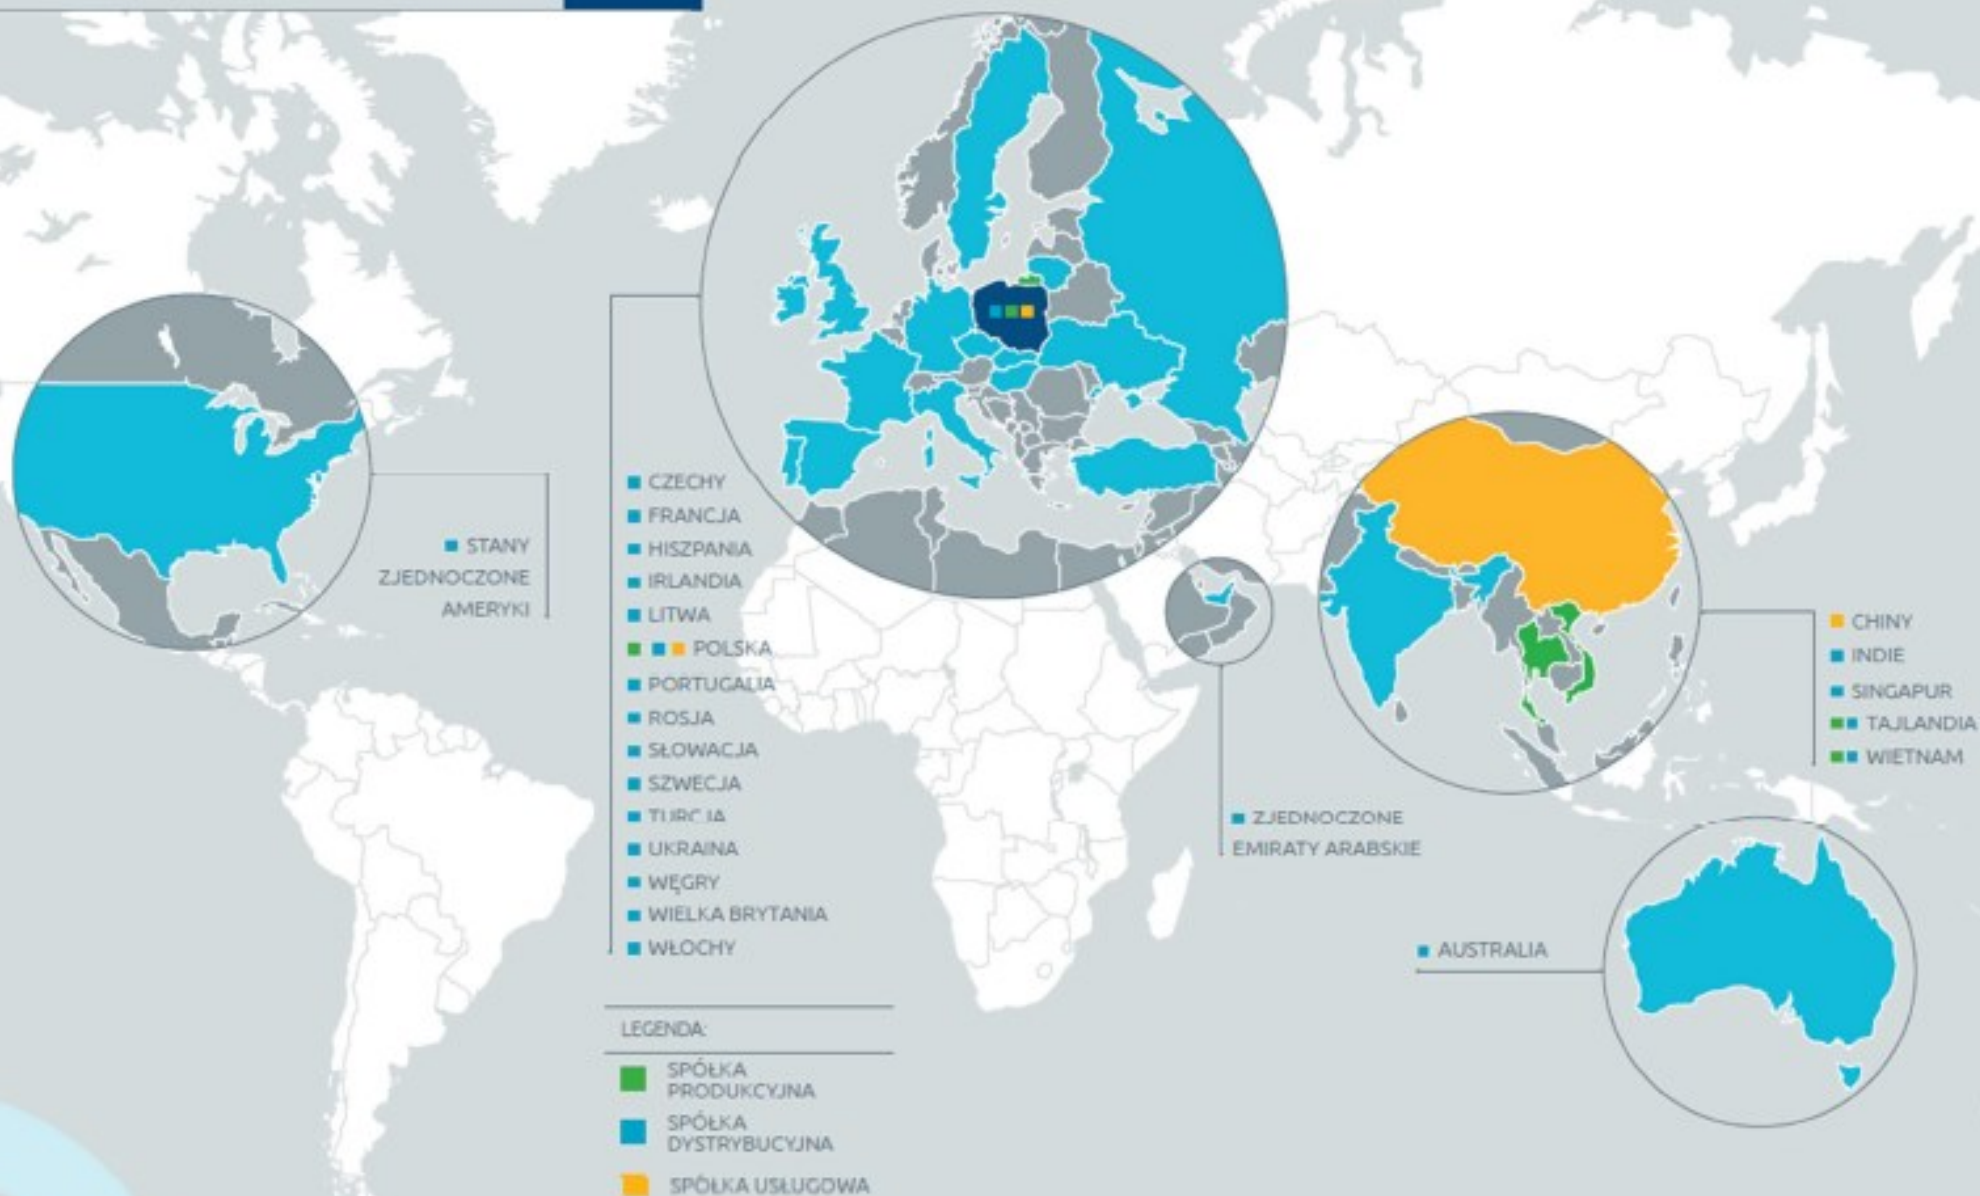 STANY
ZJEDNOCZONE
AMERYKI
CZECHY
FRANCJA
HISZPANIA
IRLANDIA
LITWA
POLSKA
PORTUGALIA
ROSJA
SŁOWACJA
SZWECJA
TURCJA
UKRAINA
WĘGRY
WIELKA BRYTANIA
WŁOCHY
ZJEDNOCZONE
EMIRATY ARABSKIE
CHINY
INDIE
SINGAPUR
TAJLANDIA
WIETNAM
AUSTRALIA
LEGENDA:
SPÓŁKA
PRODUKCYJNA
SPÓŁKA
DYSTRYBUCYJNA
SPÓŁKA USŁUGOWA